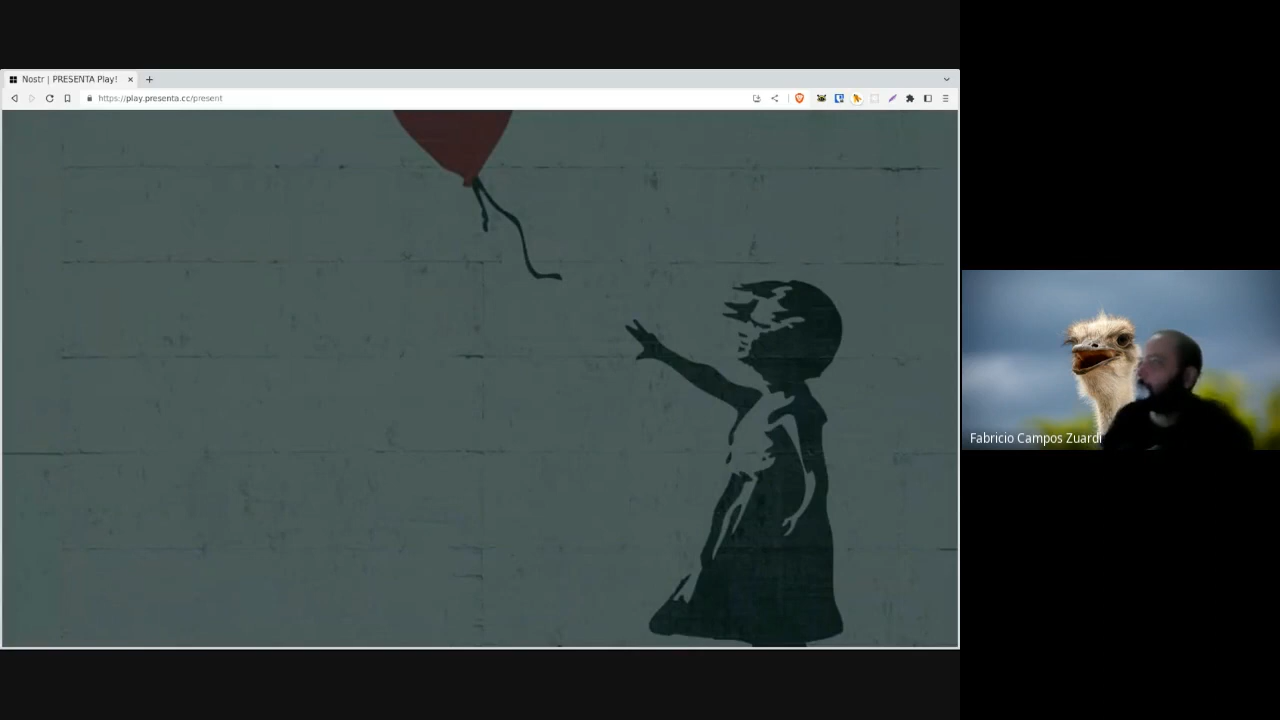 Nostr | PRESENTA Play!
https://play.presenta.cc/present
Fabricio Campos Zuardi